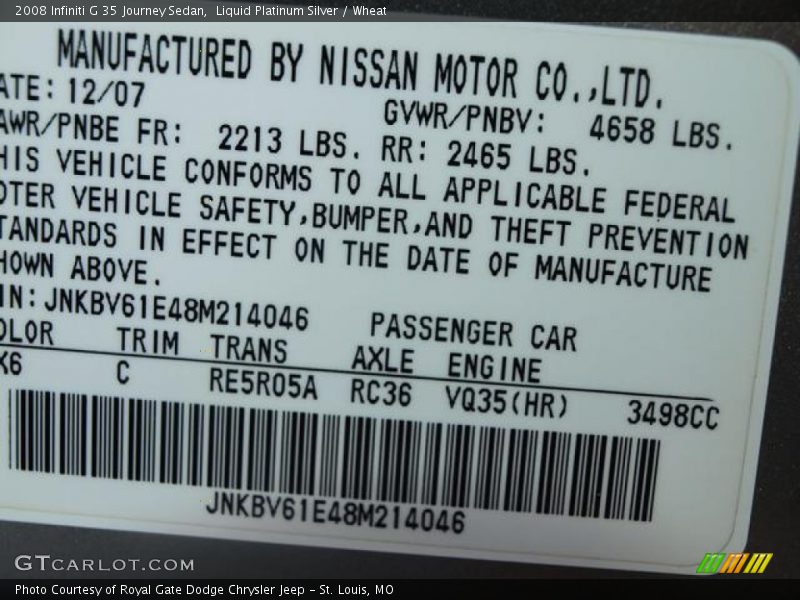 2008 Infiniti G 35 Journey Sedan,  Liquid Platinum Silver / Wheat
MANUFACTURED BY NISSAN MOTOR CO.,LTD.
ATE: 12/07 GVWR/PNBV: 4658 LBS.
AWR/PNBE FR: 2213 LBS. RR: 2465 LBS.
HIS VEHICLE CONFORMS TO ALL APPLICABLE FEDERAL
OTER VEHICLE SAFETY,BUMPER,AND THEFT PREVENTION
TANDARDS IN EFFECT ON THE DATE OF MANUFACTURE
HOWN ABOVE.
IN:JNKBV61E48M214046 PASSENGER CAR
OLOR TRIM TRANS AXLE ENGINE
X6 C RE5R05A RC36 VQ35(HR) 3498CC
JNKBV61E48M214046
GTCARLOT.COM
Photo Courtesy of Royal Gate Dodge Chrysler Jeep - St. Louis, MO